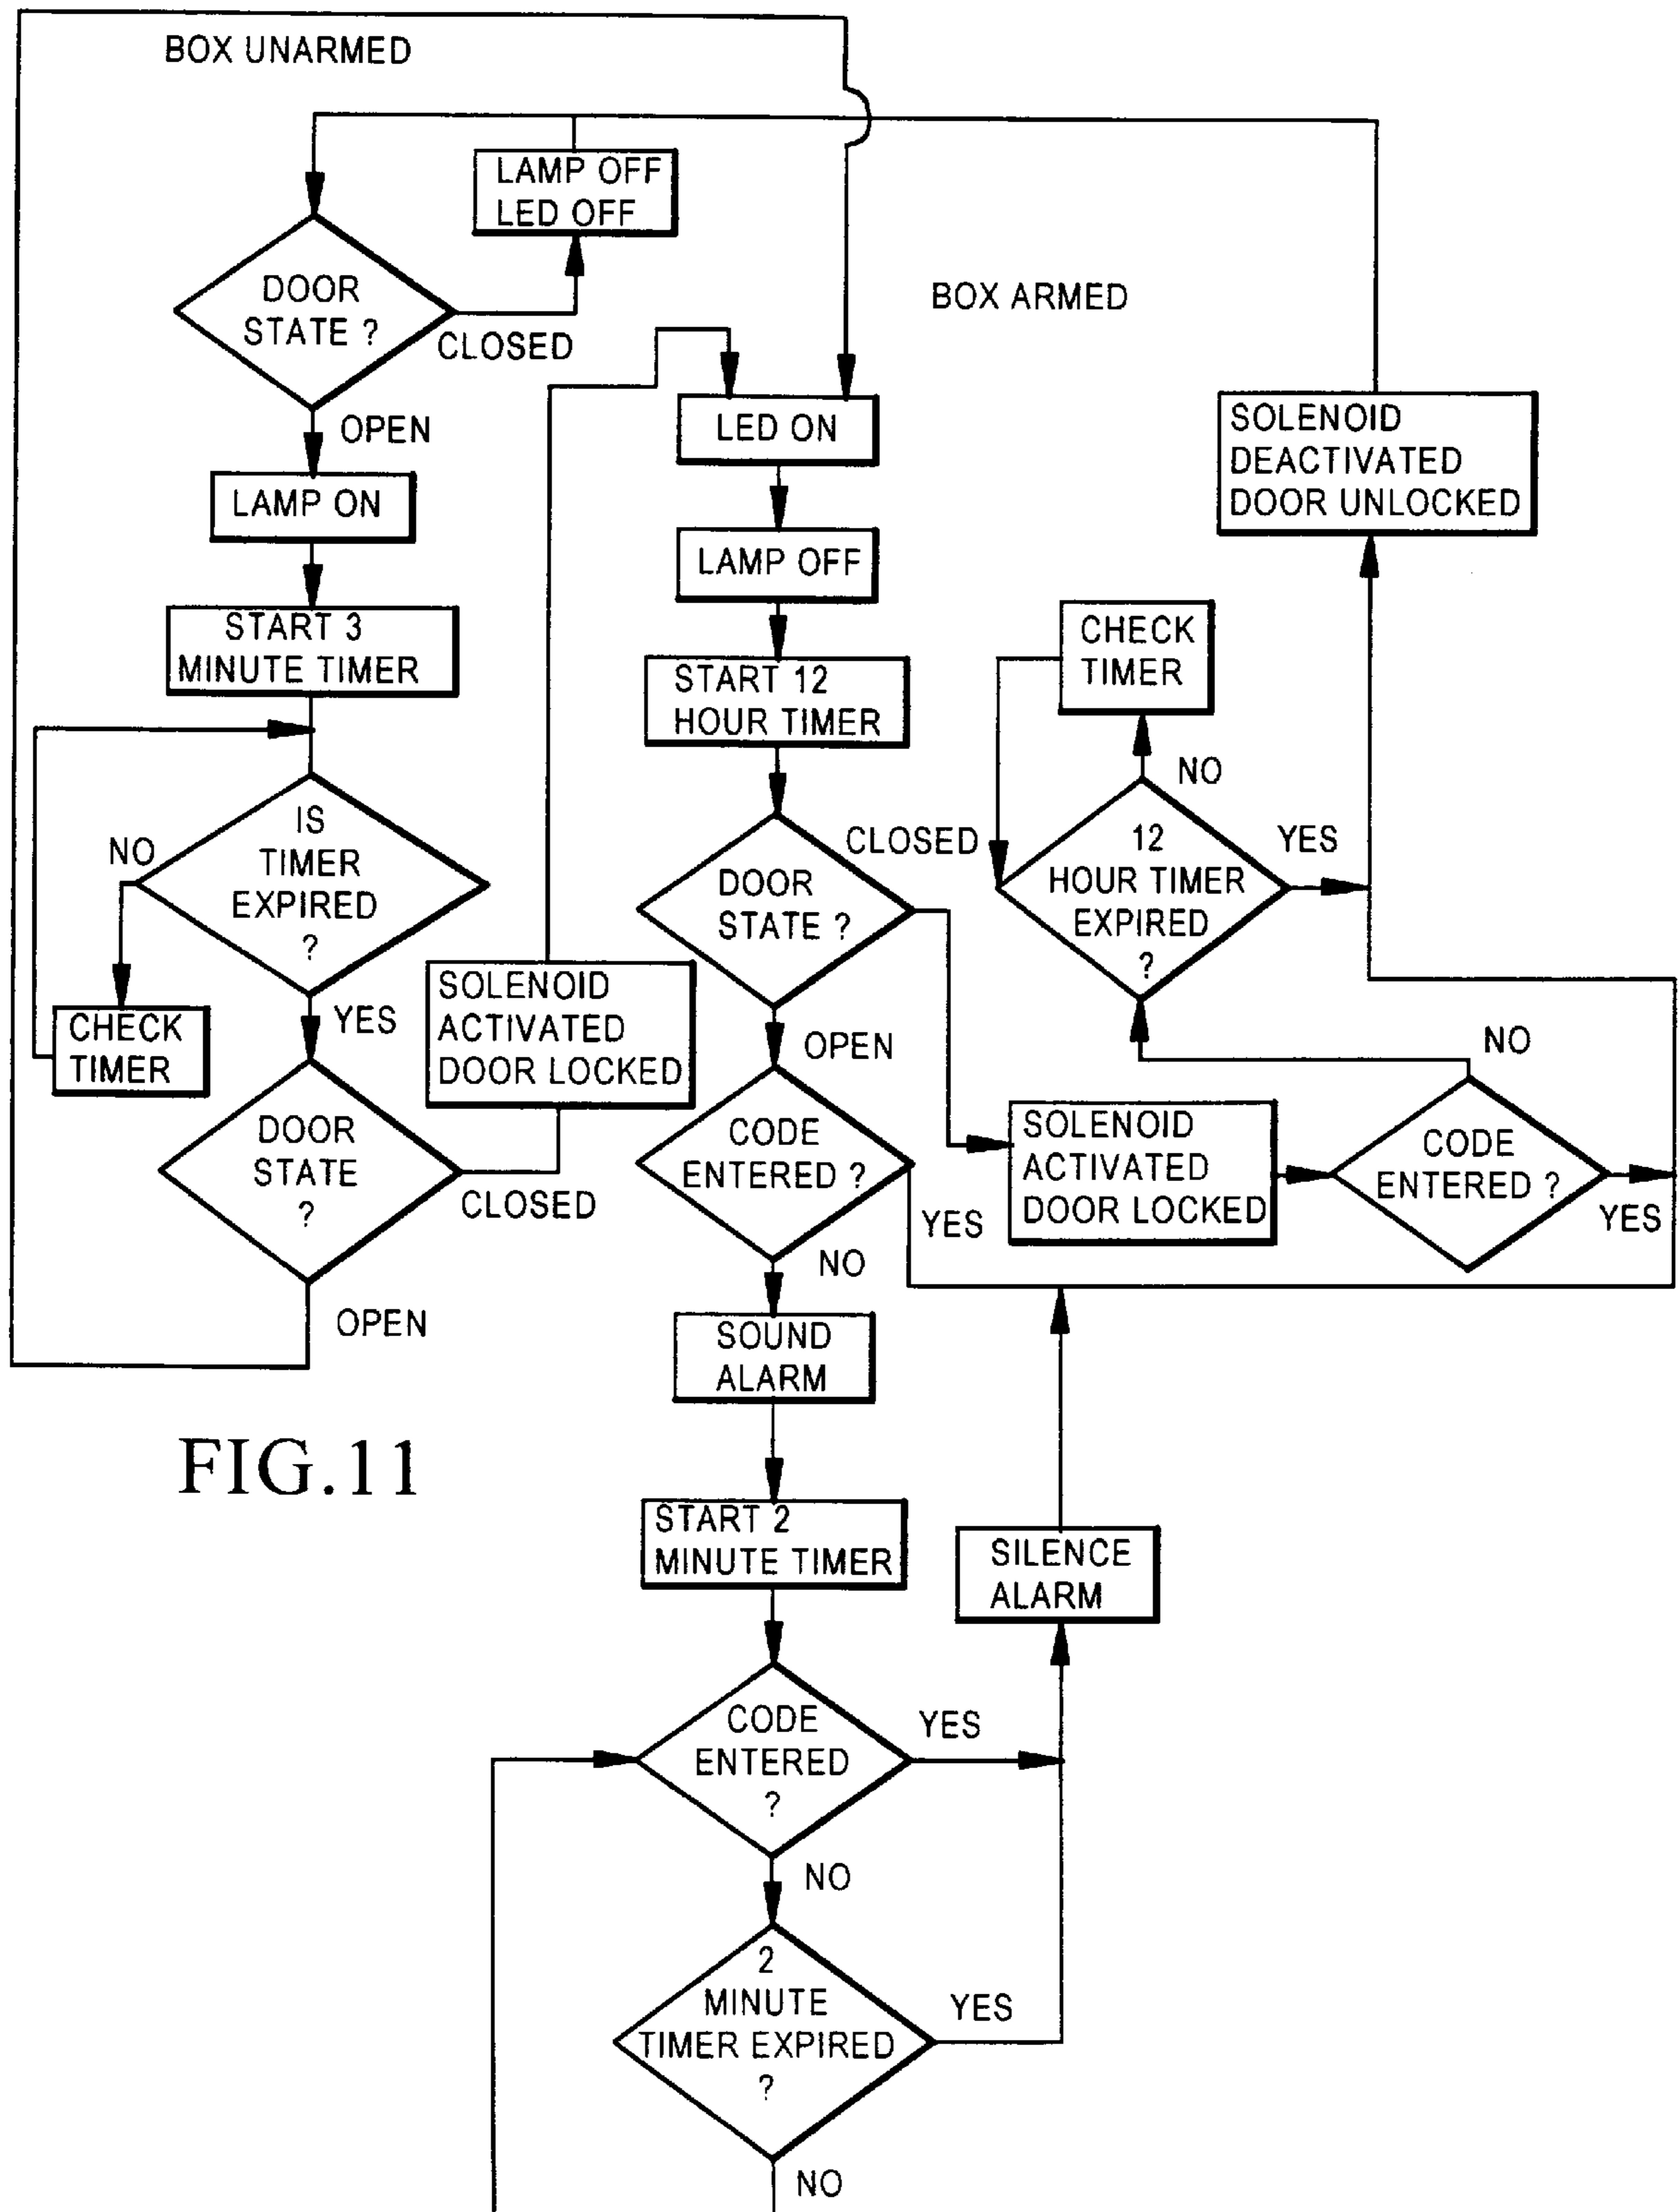 BOX UNARMED
LAMP OFF
LED OFF
DOOR
STATE ?
CLOSED
OPEN
LAMP ON
START 3
MINUTE TIMER
IS
TIMER
EXPIRED
?
NO
CHECK
TIMER
YES
DOOR
STATE
?
CLOSED
OPEN
SOLENOID
ACTIVATED
DOOR LOCKED
BOX ARMED
LED ON
LAMP OFF
START 12
HOUR TIMER
DOOR
STATE ?
CLOSED
OPEN
CODE
ENTERED ?
YES
NO
SOUND
ALARM
START 2
MINUTE TIMER
CODE
ENTERED
?
YES
NO
2
MINUTE
TIMER EXPIRED
?
YES
NO
SILENCE
ALARM
SOLENOID
ACTIVATED
DOOR LOCKED
CODE
ENTERED ?
YES
NO
12
HOUR TIMER
EXPIRED
?
NO
YES
CHECK
TIMER
SOLENOID
DEACTIVATED
DOOR UNLOCKED
FIG.11